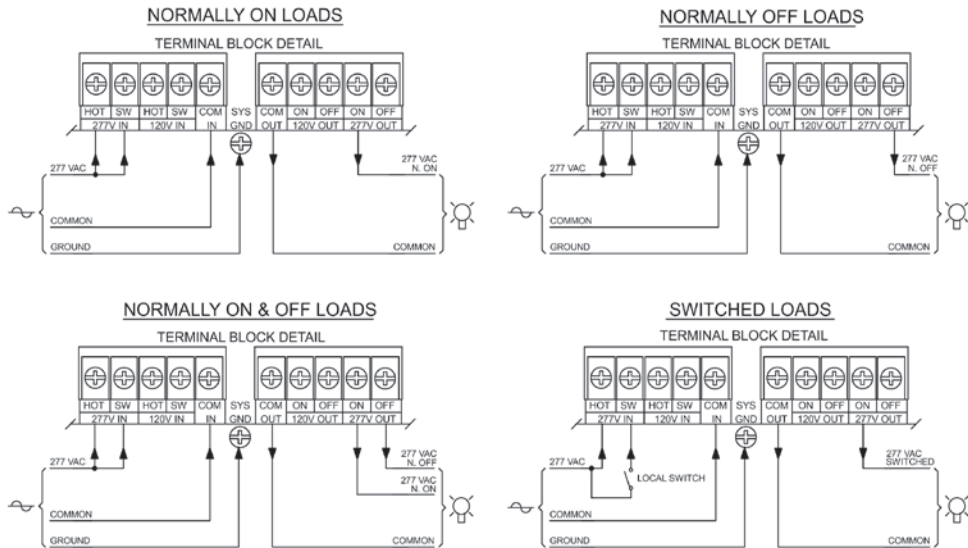 NORMALLY ON LOADS
TERMINAL BLOCK DETAIL
HOT SW HOT SW COM SYS COM ON OFF ON OFF
277V IN 120V IN IN GND OUT 120V OUT 277V OUT
277 VAC
277 VAC
N. ON
COMMON
GROUND
COMMON
NORMALLY OFF LOADS
TERMINAL BLOCK DETAIL
HOT SW HOT SW COM SYS COM ON OFF ON OFF
277V IN 120V IN IN GND OUT 120V OUT 277V OUT
277 VAC
277 VAC
N. OFF
COMMON
GROUND
COMMON
NORMALLY ON & OFF LOADS
TERMINAL BLOCK DETAIL
HOT SW HOT SW COM SYS COM ON OFF ON OFF
277V IN 120V IN IN GND OUT 120V OUT 277V OUT
277 VAC
277 VAC
N. OFF
277 VAC
N. ON
COMMON
GROUND
COMMON
SWITCHED LOADS
TERMINAL BLOCK DETAIL
HOT SW HOT SW COM SYS COM ON OFF ON OFF
277V IN 120V IN IN GND OUT 120V OUT 277V OUT
277 VAC
LOCAL SWITCH
277 VAC
SWITCHED
COMMON
GROUND
COMMON